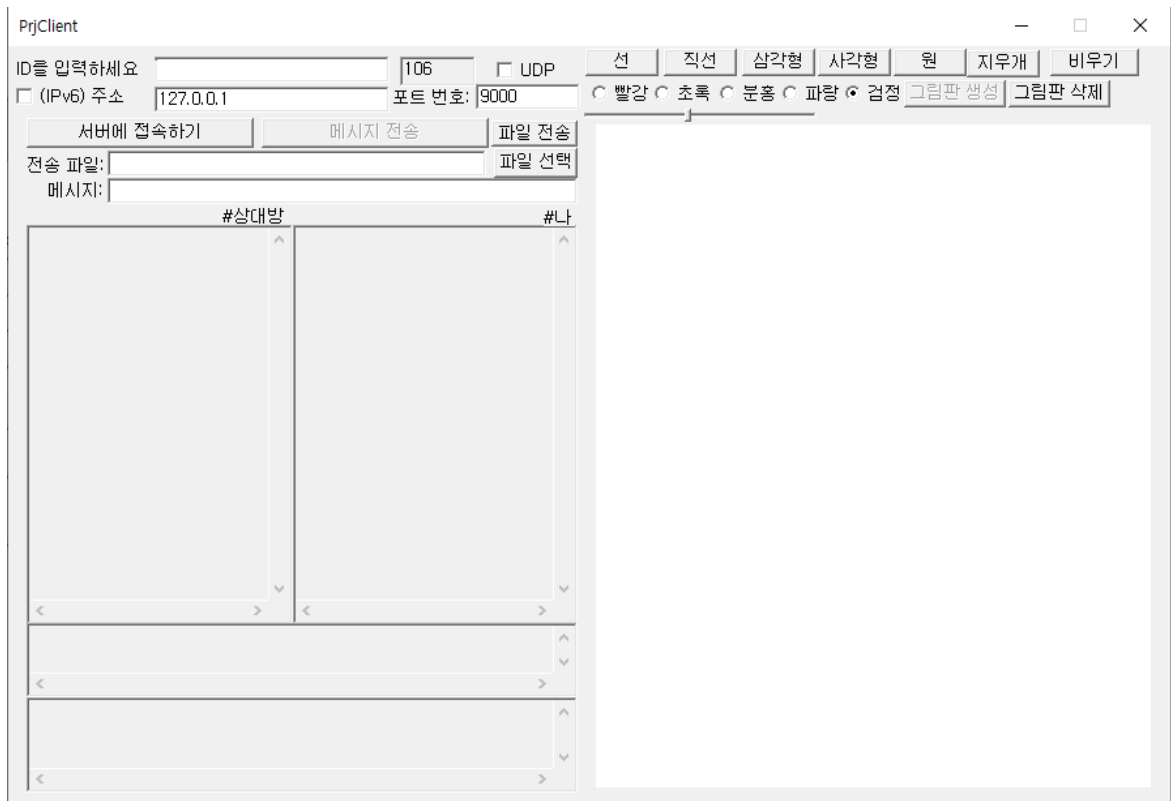 PrjClient
ID를 입력하세요 106 UDP 선 직선 삼각형 사각형 원 지우개 비우기
(IPv6) 주소 127.0.0.1 포트 번호: 9000 빨강 초록 분홍 파랑 검정 그림판 생성 그림판 삭제
서버에 접속하기 메시지 전송 파일 전송
전송 파일: 파일 선택
메시지:
#상대방 #나